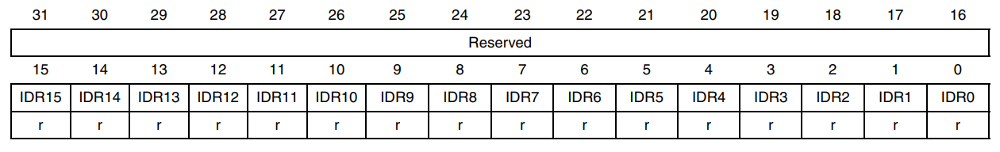 31 30 29 28 27 26 25 24 23 22 21 20 19 18 17 16
Reserved
15 14 13 12 11 10 9 8 7 6 5 4 3 2 1 0
IDR15 IDR14 IDR13 IDR12 IDR11 IDR10 IDR9 IDR8 IDR7 IDR6 IDR5 IDR4 IDR3 IDR2 IDR1 IDR0
r r r r r r r r r r r r r r r r